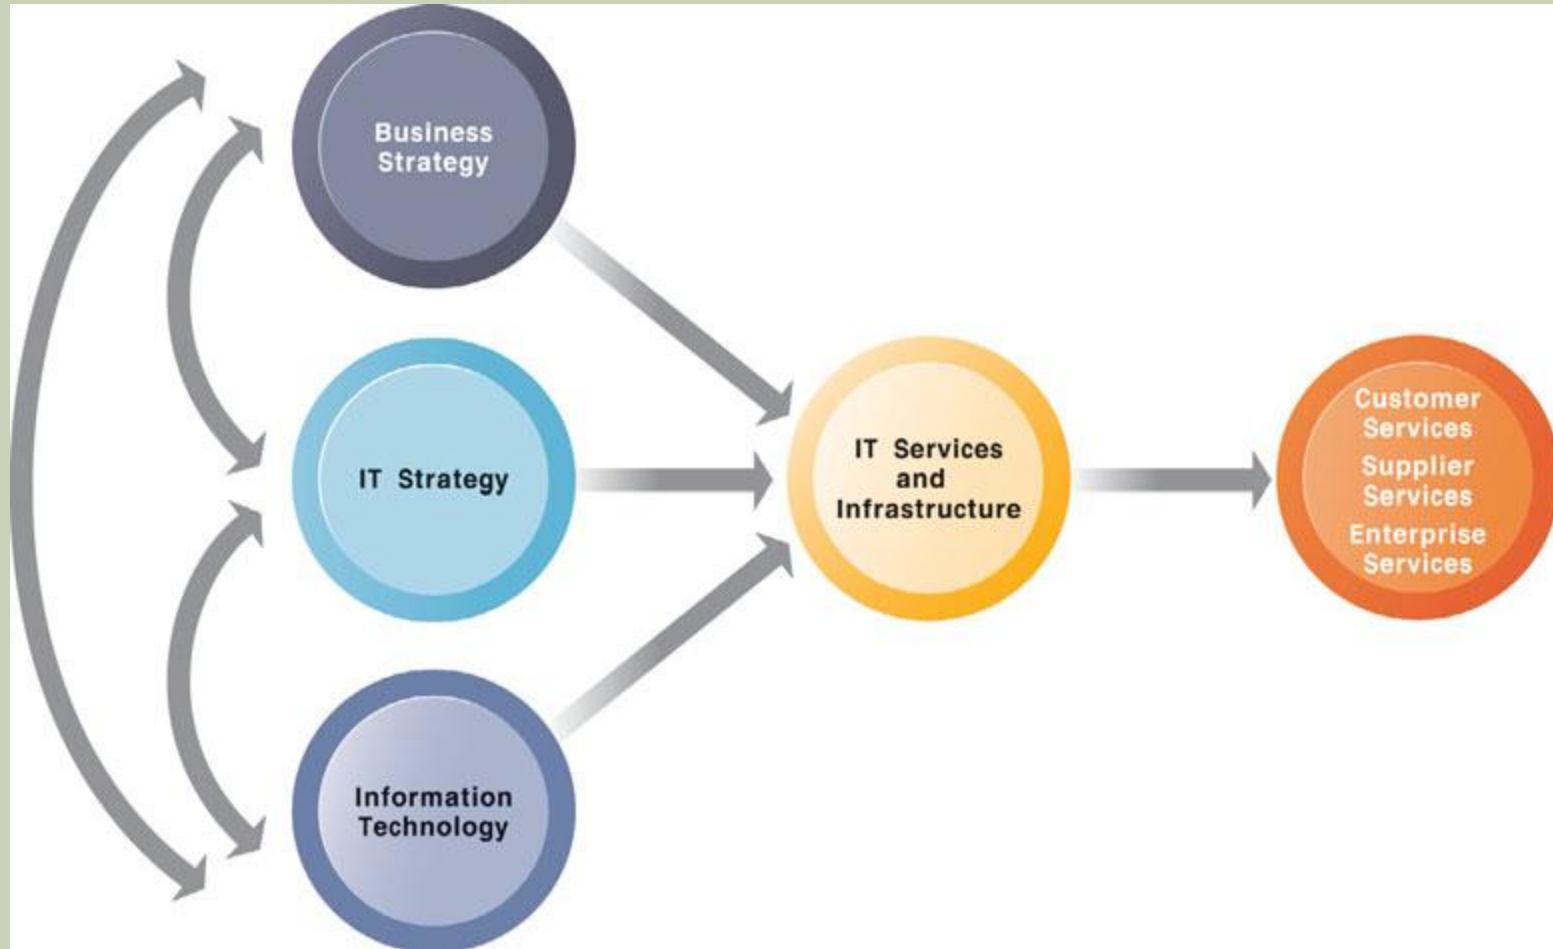 Business
Strategy
IT Strategy
Information
Technology
IT Services
and
Infrastructure
Customer
Services
Supplier
Services
Enterprise
Services